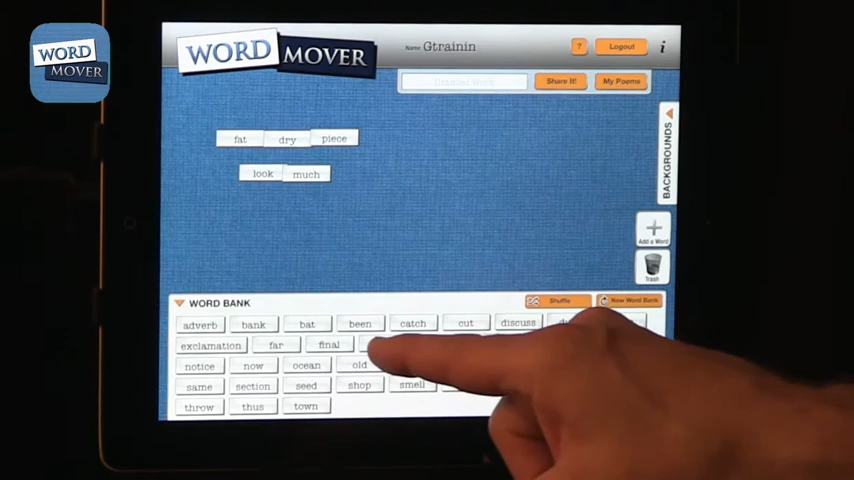 WORD
MOVER
WORD MOVER
Name Gtrainin
?
Logout
i
Untitled Work
Share It!
My Poems
BACKGROUNDS
fat dry piece
look much
Add a Word
Trash
WORD BANK
Shuffle
New Word Bank
adverb bank bat been catch cut discuss
exclamation far final
notice now ocean old
same section seed shop smell
throw thus town